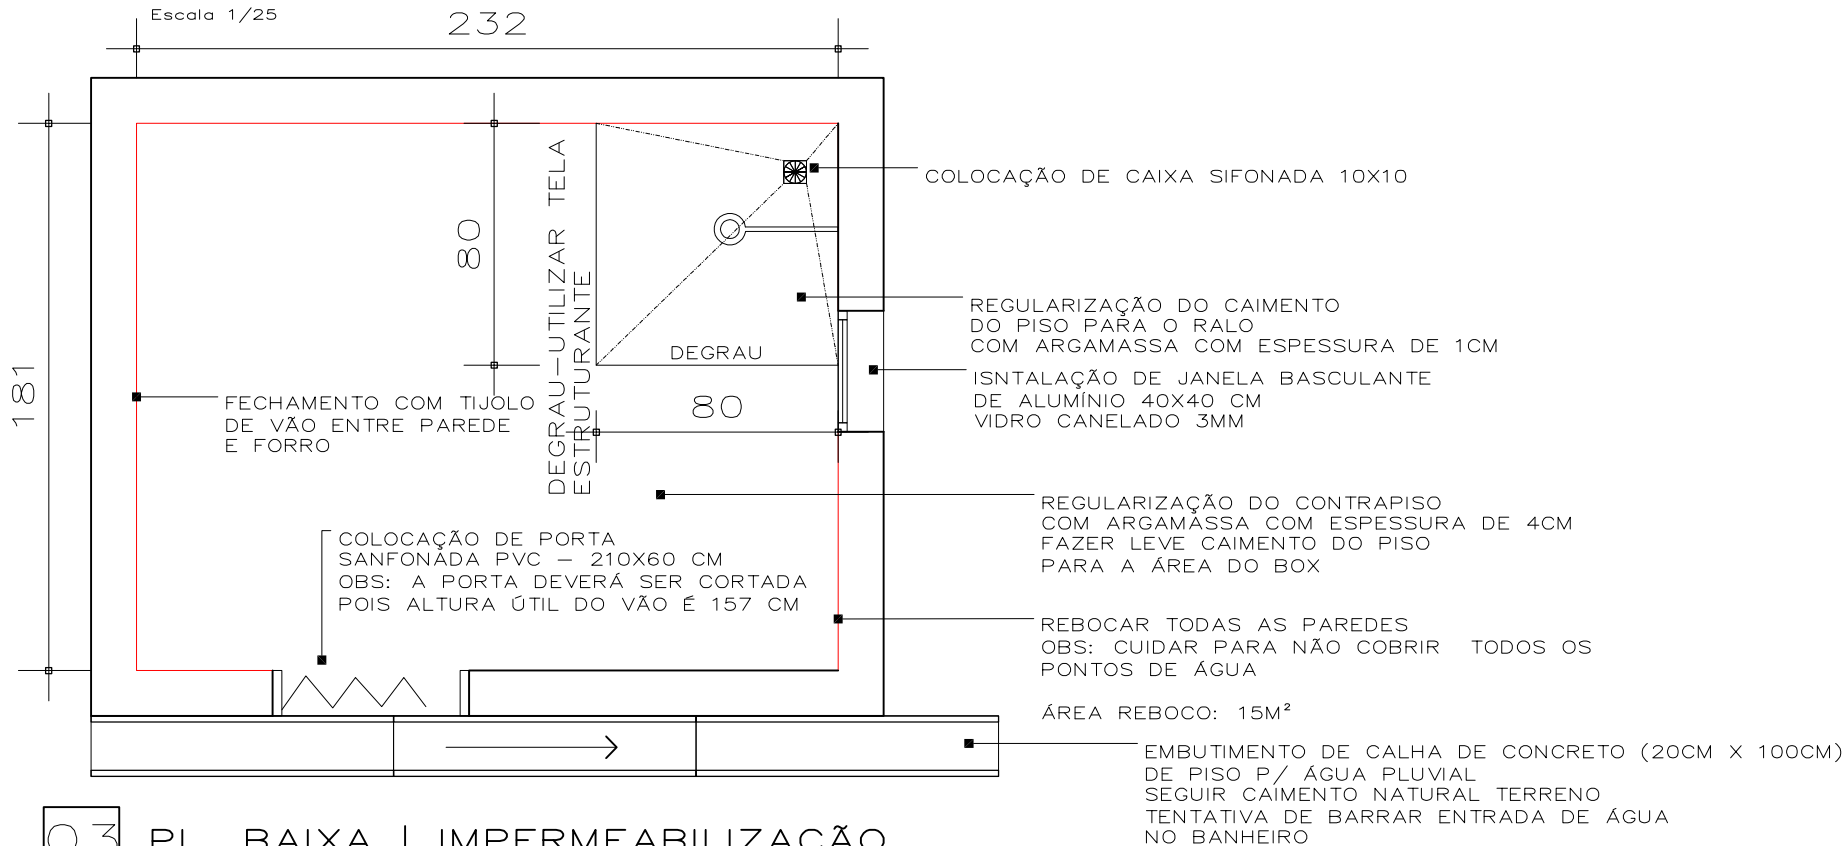 Escala 1/25
232
181
80
DEGRAU-UTILIZAR TELA
ESTRUTURANTE
DEGRAU
80
COLOCAÇÃO DE CAIXA SIFONADA 10X10
REGULARIZAÇÃO DO CAIMENTO
DO PISO PARA O RALO
COM ARGAMASSA COM ESPESSURA DE 1CM
ISNTALAÇÃO DE JANELA BASCULANTE
DE ALUMÍNIO 40X40 CM
VIDRO CANELADO 3MM
FECHAMENTO COM TIJOLO
DE VÃO ENTRE PAREDE
E FORRO
REGULARIZAÇÃO DO CONTRAPISO
COM ARGAMASSA COM ESPESSURA DE 4CM
FAZER LEVE CAIMENTO DO PISO
PARA A ÁREA DO BOX
COLOCAÇÃO DE PORTA
SANFONADA PVC – 210X60 CM
OBS: A PORTA DEVERÁ SER CORTADA
POIS ALTURA ÚTIL DO VÃO É 157 CM
REBOCAR TODAS AS PAREDES
OBS: CUIDAR PARA NÃO COBRIR TODOS OS
PONTOS DE ÁGUA
ÁREA REBOCO: 15M²
EMBUTIMENTO DE CALHA DE CONCRETO (20CM X 100CM)
DE PISO P/ ÁGUA PLUVIAL
SEGUIR CAIMENTO NATURAL TERRENO
TENTATIVA DE BARRAR ENTRADA DE ÁGUA
NO BANHEIRO
03 PL. BAIXA | IMPERMEABILIZAÇÃO